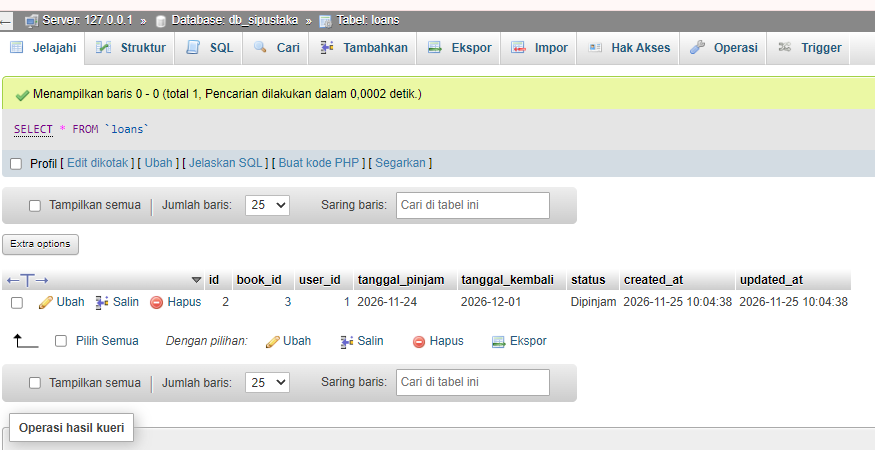 Server: 127.0.0.1 » Database: db_sipustaka » Tabel: loans
Jelajahi Struktur SQL Cari Tambahkan Ekspor Impor Hak Akses Operasi Trigger
Menampilkan baris 0 - 0 (total 1, Pencarian dilakukan dalam 0,0002 detik.)
SELECT * FROM `loans`
Profil [ Edit dikotak ] [ Ubah ] [ Jelaskan SQL ] [ Buat kode PHP ] [ Segarkan ]
Tampilkan semua Jumlah baris: 25 Saring baris: Cari di tabel ini
Extra options
←T→ id book_id user_id tanggal_pinjam tanggal_kembali status created_at updated_at
Ubah Salin Hapus 2 3 1 2026-11-24 2026-12-01 Dipinjam 2026-11-25 10:04:38 2026-11-25 10:04:38
Pilih Semua Dengan pilihan: Ubah Salin Hapus Ekspor
Tampilkan semua Jumlah baris: 25 Saring baris: Cari di tabel ini
Operasi hasil kueri